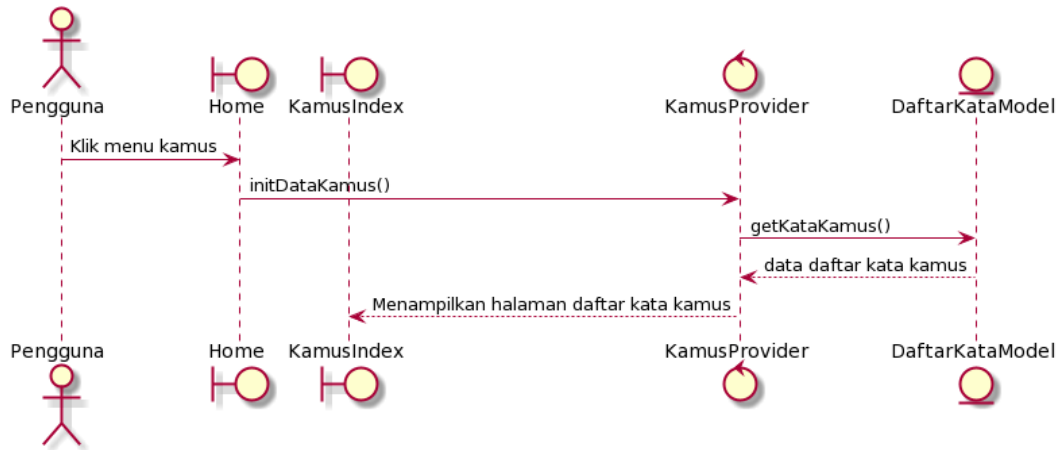 Pengguna
Home
KamusIndex
KamusProvider
DaftarKataModel
Klik menu kamus
initDataKamus()
getKataKamus()
data daftar kata kamus
Menampilkan halaman daftar kata kamus
Pengguna
Home
KamusIndex
KamusProvider
DaftarKataModel